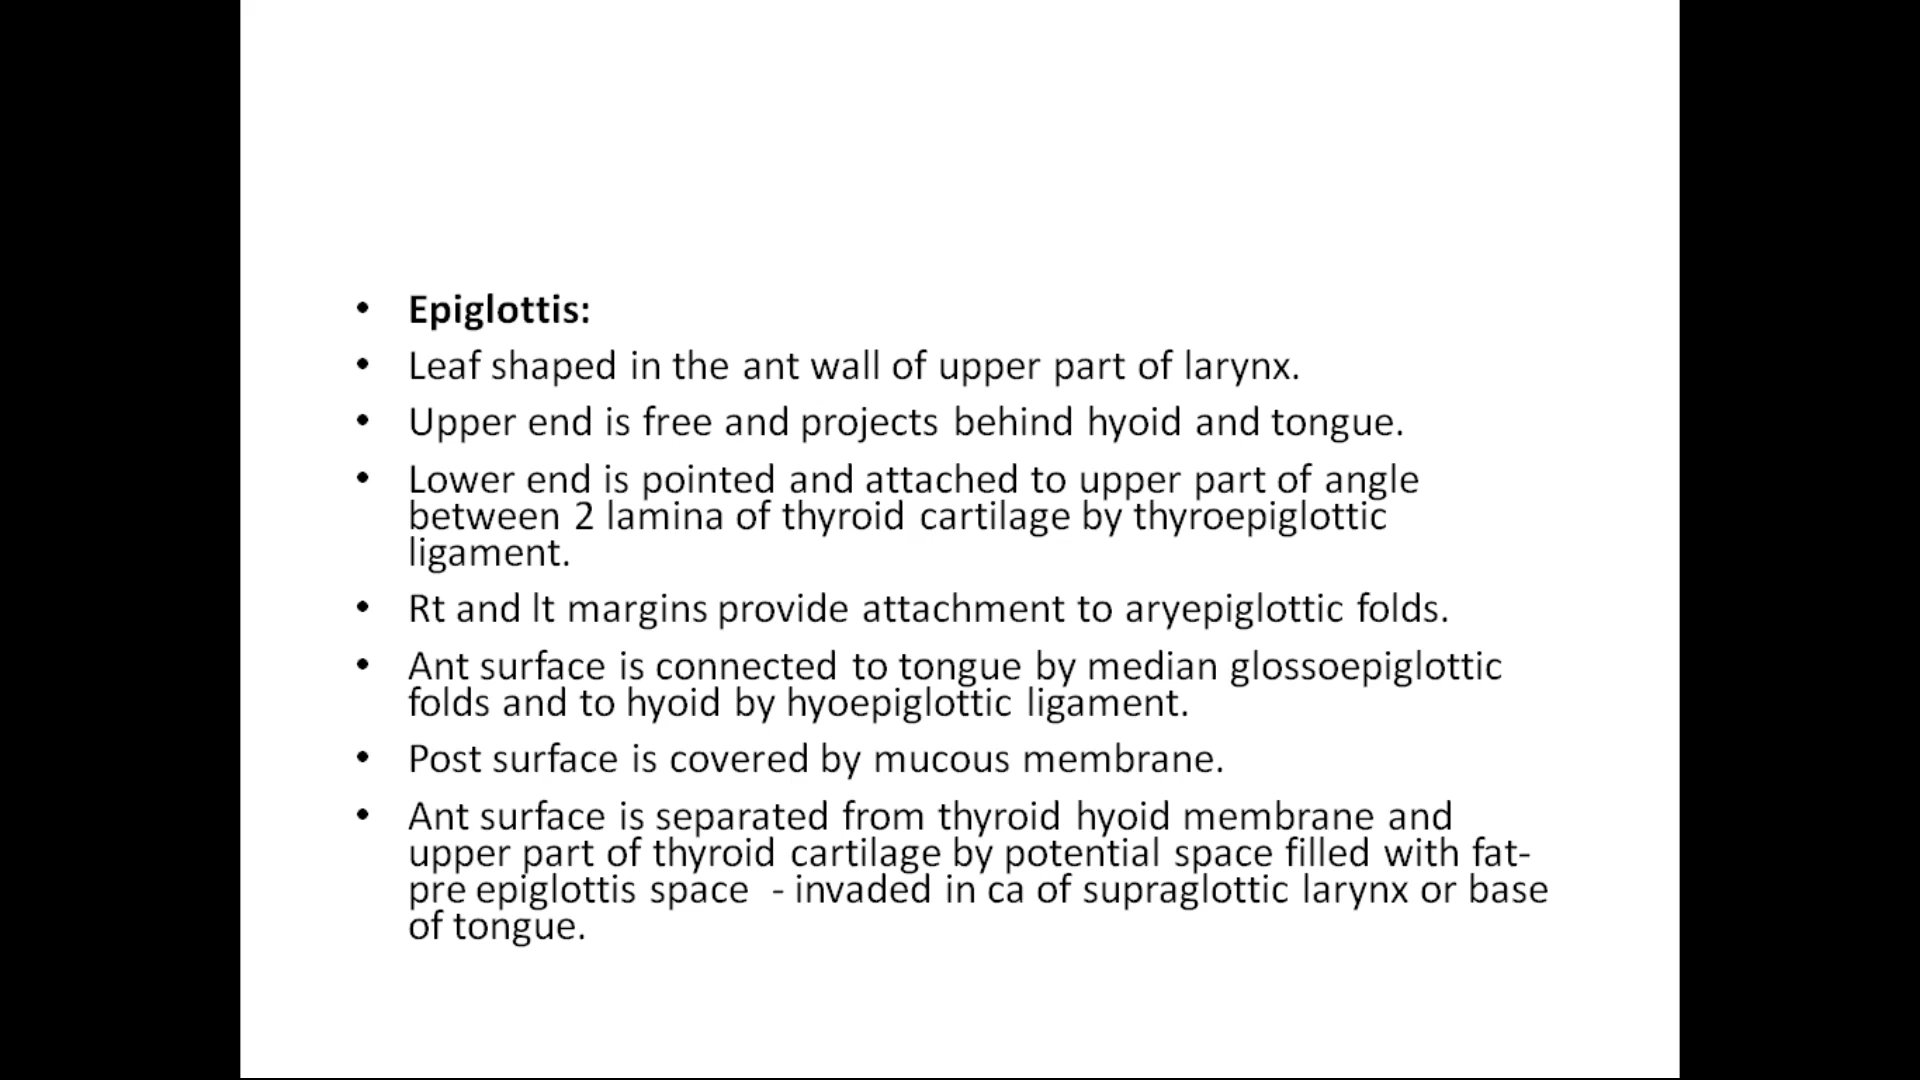 • Epiglottis:
• Leaf shaped in the ant wall of upper part of larynx.
• Upper end is free and projects behind hyoid and tongue.
• Lower end is pointed and attached to upper part of angle
between 2 lamina of thyroid cartilage by thyroepiglottic
ligament.
• Rt and lt margins provide attachment to aryepiglottic folds.
• Ant surface is connected to tongue by median glossoepiglottic
folds and to hyoid by hyoepiglottic ligament.
• Post surface is covered by mucous membrane.
• Ant surface is separated from thyroid hyoid membrane and
upper part of thyroid cartilage by potential space filled with fat-
pre epiglottis space  - invaded in ca of supraglottic larynx or base
of tongue.